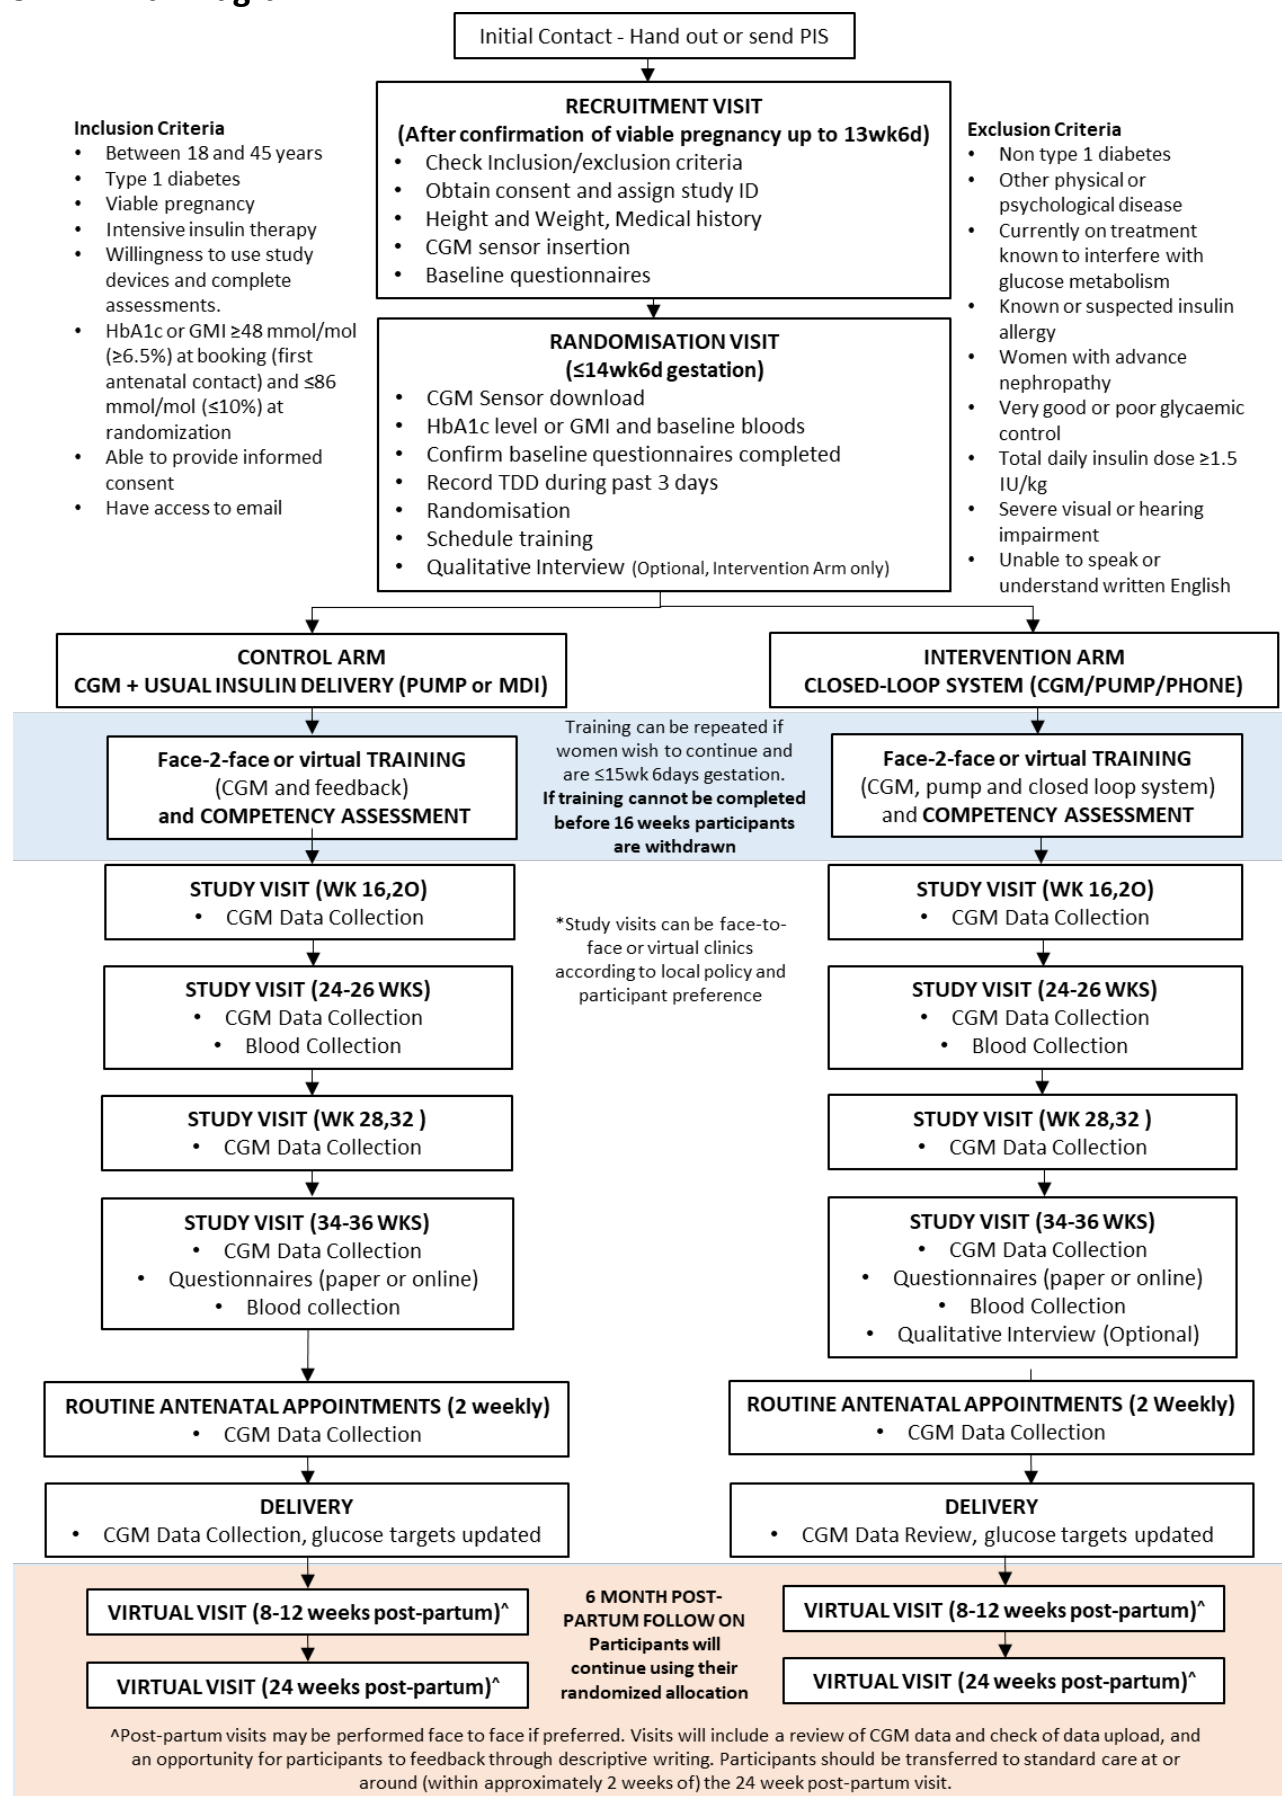 Initial Contact - Hand out or send PIS
RECRUITMENT VISIT
(After confirmation of viable pregnancy up to 13wk6d)
• Check Inclusion/exclusion criteria
• Obtain consent and assign study ID
• Height and Weight, Medical history
• CGM sensor insertion
• Baseline questionnaires
Inclusion Criteria
• Between 18 and 45 years
• Type 1 diabetes
• Viable pregnancy
• Intensive insulin therapy
• Willingness to use study
devices and complete
assessments.
• HbA1c or GMI ≥48 mmol/mol
(≥6.5%) at booking (first
antenatal contact) and ≤86
mmol/mol (≤10%) at
randomization
• Able to provide informed
consent
• Have access to email
Exclusion Criteria
• Non type 1 diabetes
• Other physical or
psychological disease
• Currently on treatment
known to interfere with
glucose metabolism
• Known or suspected insulin
allergy
• Women with advance
nephropathy
• Very good or poor glycaemic
control
• Total daily insulin dose ≥1.5
IU/kg
• Severe visual or hearing
impairment
• Unable to speak or
understand written English
RANDOMISATION VISIT
(≤14wk6d gestation)
• CGM Sensor download
• HbA1c level or GMI and baseline bloods
• Confirm baseline questionnaires completed
• Record TDD during past 3 days
• Randomisation
• Schedule training
• Qualitative Interview (Optional, Intervention Arm only)
CONTROL ARM
CGM + USUAL INSULIN DELIVERY (PUMP or MDI)
INTERVENTION ARM
CLOSED-LOOP SYSTEM (CGM/PUMP/PHONE)
Face-2-face or virtual TRAINING
(CGM and feedback)
and COMPETENCY ASSESSMENT
Training can be repeated if
women wish to continue and
are ≤15wk 6days gestation.
If training cannot be completed
before 16 weeks participants
are withdrawn
Face-2-face or virtual TRAINING
(CGM, pump and closed loop system)
and COMPETENCY ASSESSMENT
STUDY VISIT (WK 16,2O)
• CGM Data Collection
STUDY VISIT (24-26 WKS)
• CGM Data Collection
• Blood Collection
STUDY VISIT (WK 28,32 )
• CGM Data Collection
STUDY VISIT (34-36 WKS)
• CGM Data Collection
• Questionnaires (paper or online)
• Blood collection
ROUTINE ANTENATAL APPOINTMENTS (2 weekly)
• CGM Data Collection
DELIVERY
• CGM Data Collection, glucose targets updated
*Study visits can be face-to-
face or virtual clinics
according to local policy and
participant preference
STUDY VISIT (WK 16,2O)
• CGM Data Collection
STUDY VISIT (24-26 WKS)
• CGM Data Collection
• Blood Collection
STUDY VISIT (WK 28,32 )
• CGM Data Collection
STUDY VISIT (34-36 WKS)
• CGM Data Collection
• Questionnaires (paper or online)
• Blood Collection
• Qualitative Interview (Optional)
ROUTINE ANTENATAL APPOINTMENTS (2 Weekly)
• CGM Data Collection
DELIVERY
• CGM Data Review, glucose targets updated
VIRTUAL VISIT (8-12 weeks post-partum)^
VIRTUAL VISIT (24 weeks post-partum)^
6 MONTH POST-
PARTUM FOLLOW ON
Participants will
continue using their
randomized allocation
VIRTUAL VISIT (8-12 weeks post-partum)^
VIRTUAL VISIT (24 weeks post-partum)^
^Post-partum visits may be performed face to face if preferred. Visits will include a review of CGM data and check of data upload, and
an opportunity for participants to feedback through descriptive writing. Participants should be transferred to standard care at or
around (within approximately 2 weeks of) the 24 week post-partum visit.